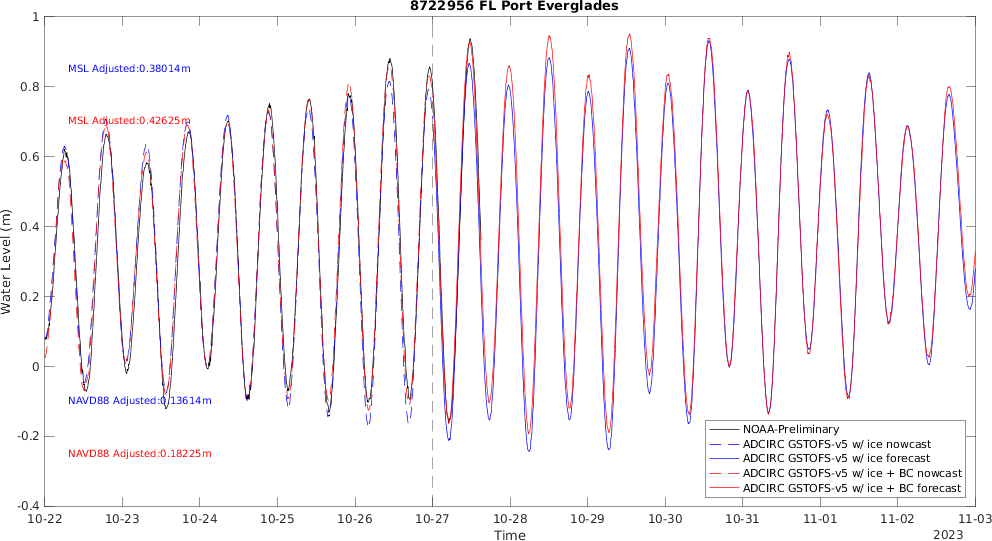 8722956 FL Port Everglades
1
0.8
0.6
0.4
0.2
0
-0.2
-0.4
Water Level (m)
MSL Adjusted:0.38014m
MSL Adjusted:0.42625m
NAVD88 Adjusted:0.13614m
NAVD88 Adjusted:0.18225m
NOAA-Preliminary
ADCIRC GSTOFS-v5 w/ ice nowcast
ADCIRC GSTOFS-v5 w/ ice forecast
ADCIRC GSTOFS-v5 w/ ice + BC nowcast
ADCIRC GSTOFS-v5 w/ ice + BC forecast
10-22 10-23 10-24 10-25 10-26 10-27 10-28 10-29 10-30 10-31 11-01 11-02 11-03
Time
2023